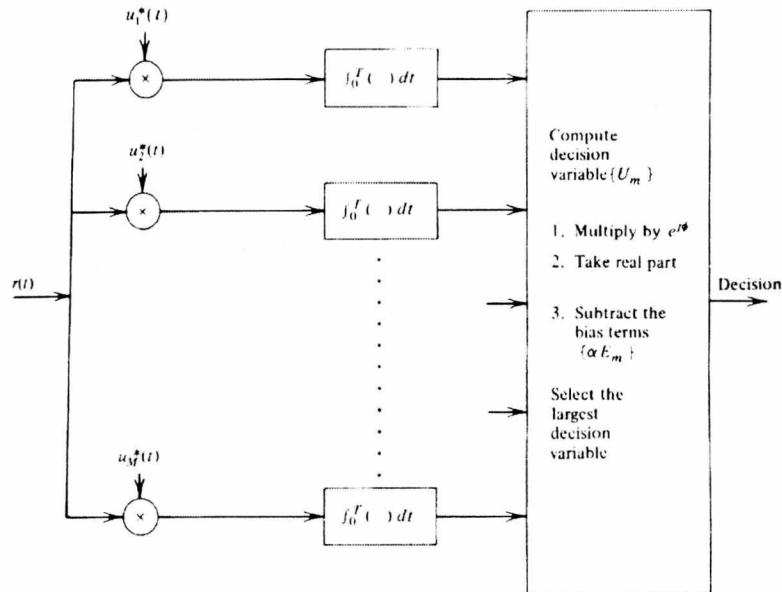 u₁*(t)
×
∫₀ᵀ( ) dt
u₂*(t)
×
∫₀ᵀ( ) dt
r(t)
u_M*(t)
×
∫₀ᵀ( ) dt
Compute
decision
variable {U_m}
1. Multiply by e^{jϕ}
2. Take real part
3. Subtract the
bias terms
{αE_m}
Select the
largest
decision
variable
Decision